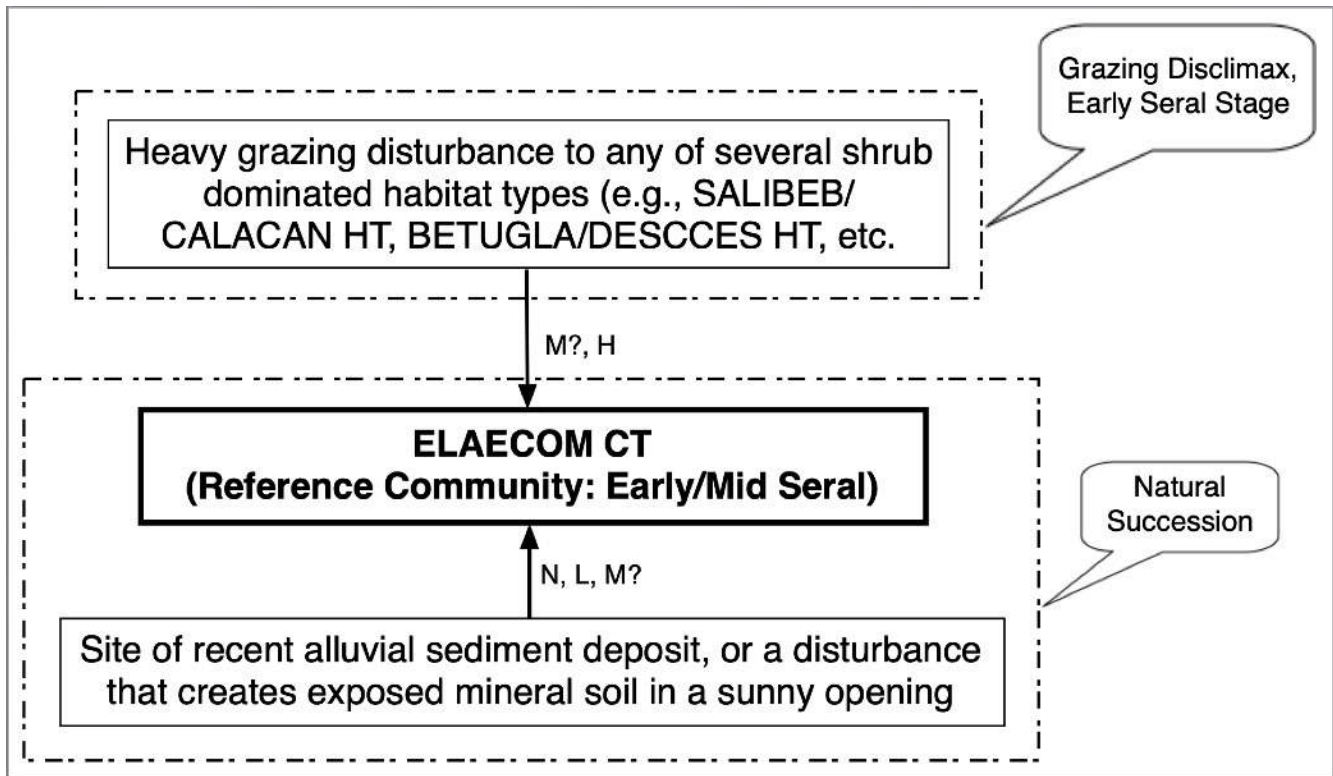 Grazing Disclimax,
Early Seral Stage
Heavy grazing disturbance to any of several shrub
dominated habitat types (e.g., SALIBEB/
CALACAN HT, BETUGLA/DESCCES HT, etc.
M?, H
ELAECOM CT
(Reference Community: Early/Mid Seral)
Natural
Succession
N, L, M?
Site of recent alluvial sediment deposit, or a disturbance
that creates exposed mineral soil in a sunny opening